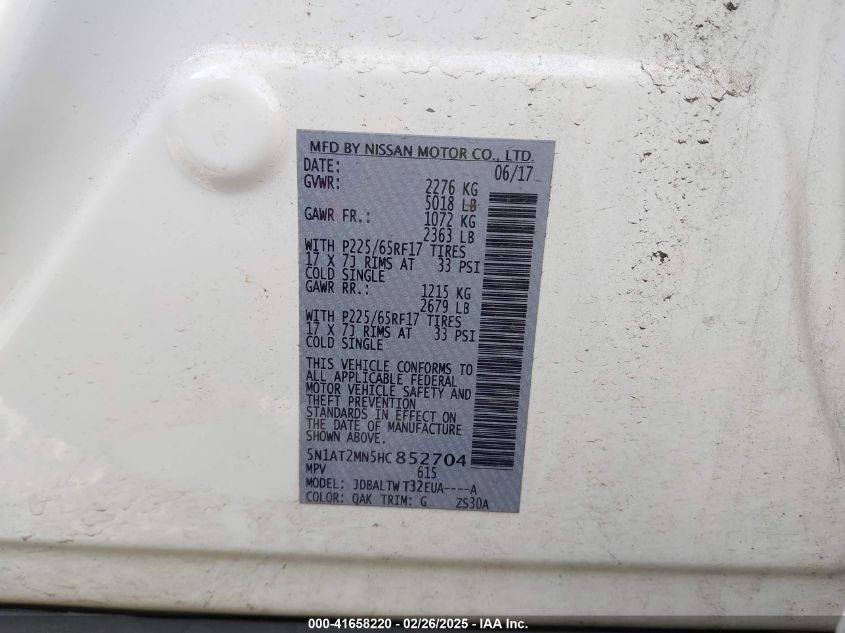 MFD BY NISSAN MOTOR CO., LTD.
DATE: 06/17
GVWR: 2276 KG
5018 LB
GAWR FR.: 1072 KG
2363 LB
WITH P225/65RF17 TIRES
17 X 7J RIMS AT 33 PSI
COLD SINGLE
GAWR RR.: 1215 KG
2679 LB
WITH P225/65RF17 TIRES
17 X 7J RIMS AT 33 PSI
COLD SINGLE
THIS VEHICLE CONFORMS TO
ALL APPLICABLE FEDERAL
MOTOR VEHICLE SAFETY AND
THEFT PREVENTION
STANDARDS IN EFFECT ON
THE DATE OF MANUFACTURE
SHOWN ABOVE.
5N1AT2MN5HC852704
MPV 615
MODEL: JDBALTW T32EUA----A
COLOR: QAK TRIM: G ZS30A
000-41658220 - 02/26/2025 - IAA Inc.